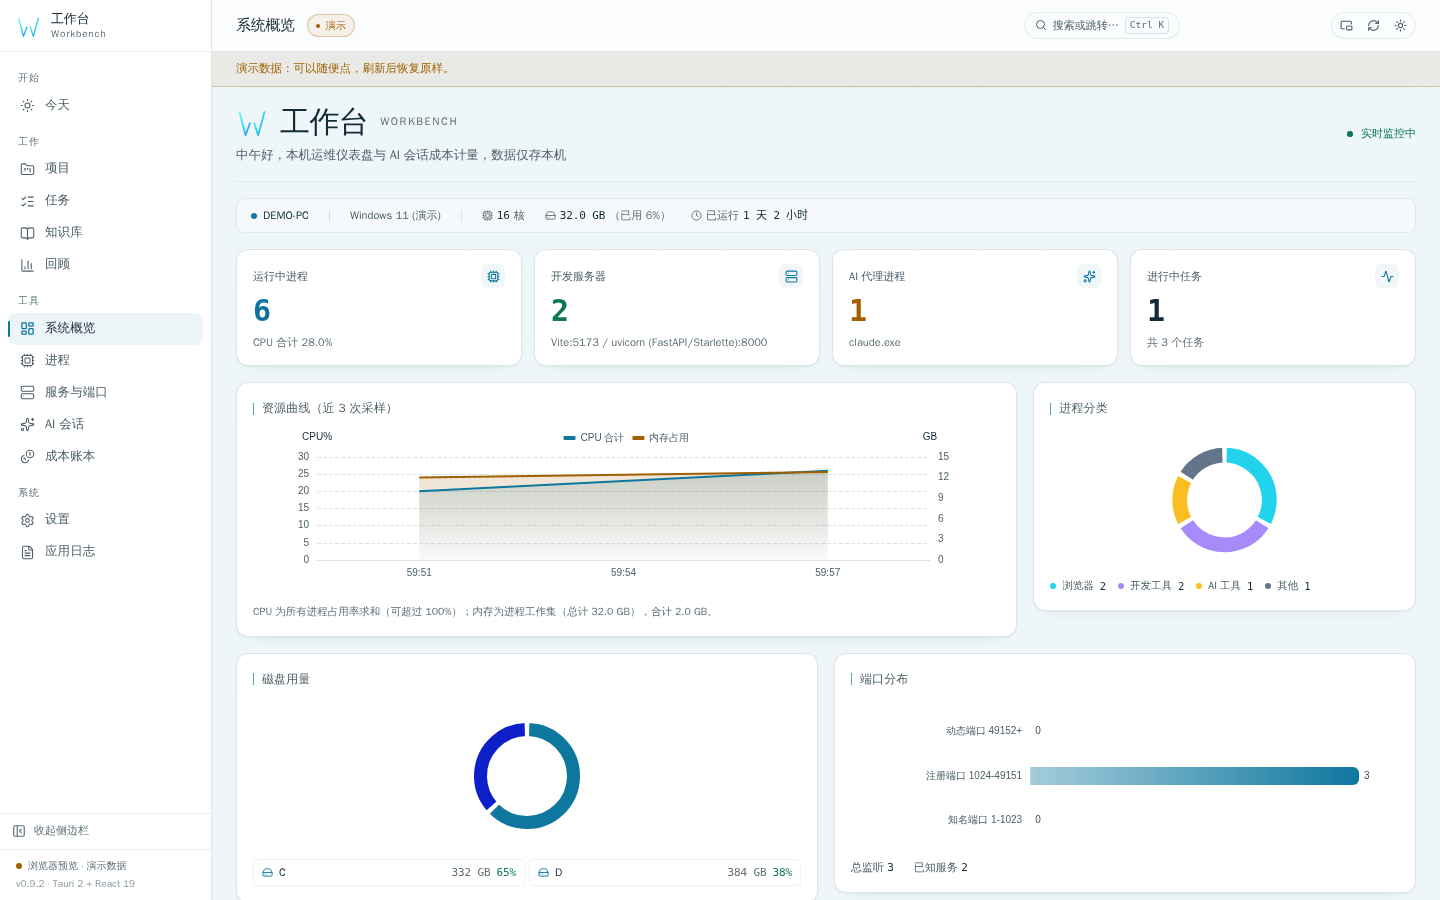 工作台
Workbench
开始
今天
工作
项目
任务
知识库
回顾
工具
系统概览
进程
服务与端口
AI 会话
成本账本
系统
设置
应用日志
收起侧边栏
浏览器预览 · 演示数据
v0.9.2 · Tauri 2 + React 19
系统概览
演示
搜索或跳转…
Ctrl K
演示数据：可以随便点，刷新后恢复原样。
工作台 WORKBENCH
中午好，本机运维仪表盘与 AI 会话成本计量，数据仅存本机
实时监控中
DEMO-PC
Windows 11 (演示)
16 核
32.0 GB （已用 6%）
已运行 1 天 2 小时
运行中进程
6
CPU 合计 28.0%
开发服务器
2
Vite:5173 / uvicorn (FastAPI/Starlette):8000
AI 代理进程
1
claude.exe
进行中任务
1
共 3 个任务
资源曲线（近 3 次采样）
CPU%
CPU 合计
内存占用
GB
30
25
20
15
10
5
0
15
12
9
6
3
0
59:51
59:54
59:57
CPU 为所有进程占用率求和（可超过 100%）；内存为进程工作集（总计 32.0 GB），合计 2.0 GB。
进程分类
浏览器 2
开发工具 2
AI 工具 1
其他 1
磁盘用量
C 332 GB 65%
D 384 GB 38%
端口分布
动态端口 49152+ 0
注册端口 1024-49151 3
知名端口 1-1023 0
总监听 3
已知服务 2